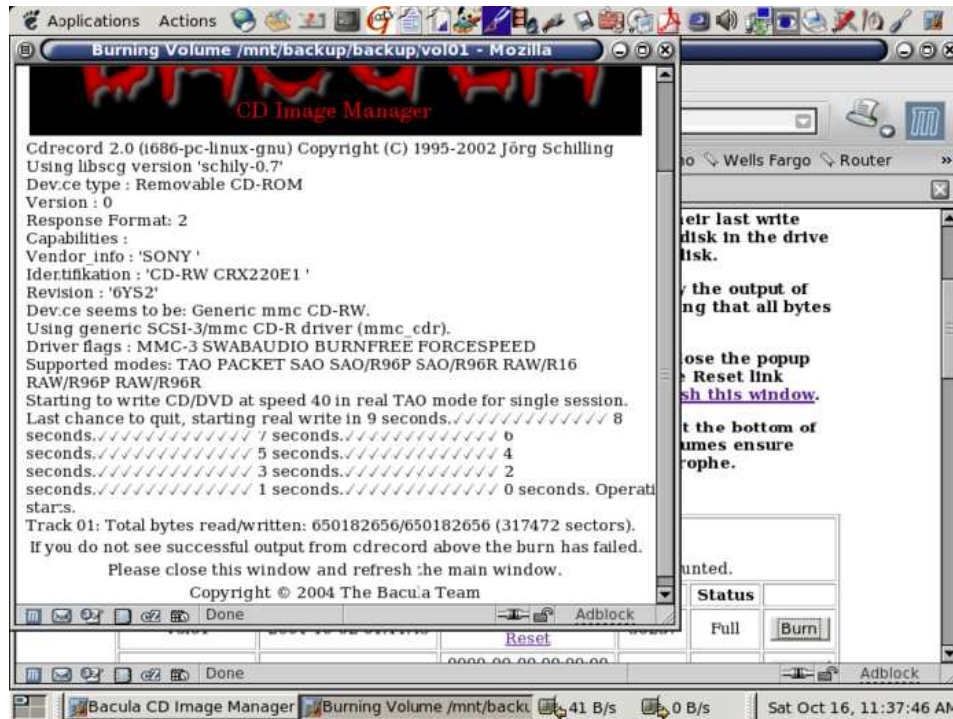 Applications Actions
Burning Volume /mnt/backup/backup/vol01 - Mozilla
BACULA
CD Image Manager
Cdrecord 2.0 (i686-pc-linux-gnu) Copyright (C) 1995-2002 Jörg Schilling
Using libscg version 'schily-0.7'
Device type : Removable CD-ROM
Version : 0
Response Format: 2
Capabilities :
Vendor_info : 'SONY '
Identifikation : 'CD-RW CRX220E1 '
Revision : '6YS2'
Device seems to be: Generic mmc CD-RW.
Using generic SCSI-3/mmc CD-R driver (mmc_cdr).
Driver flags : MMC-3 SWABAUDIO BURNFREE FORCESPEED
Supported modes: TAO PACKET SAO SAO/R96P SAO/R96R RAW/R16
RAW/R96P RAW/R96R
Starting to write CD/DVD at speed 40 in real TAO mode for single session.
Last chance to quit, starting real write in 9 seconds.✓✓✓✓✓✓✓✓✓✓✓✓✓ 8
seconds.✓✓✓✓✓✓✓✓✓✓✓✓✓ 7 seconds.✓✓✓✓✓✓✓✓✓✓✓✓✓ 6
seconds.✓✓✓✓✓✓✓✓✓✓✓✓✓ 5 seconds.✓✓✓✓✓✓✓✓✓✓✓✓✓ 4
seconds.✓✓✓✓✓✓✓✓✓✓✓✓✓ 3 seconds.✓✓✓✓✓✓✓✓✓✓✓✓✓ 2
seconds.✓✓✓✓✓✓✓✓✓✓✓✓✓ 1 seconds.✓✓✓✓✓✓✓✓✓✓✓✓✓ 0 seconds. Operati
starts.
Track 01: Total bytes read/written: 650182656/650182656 (317472 sectors).
If you do not see successful output from cdrecord above the burn has failed.
Please close this window and refresh the main window.
Copyright © 2004 The Bacula Team
Done
Adblock
Wells Fargo Router »
eir last write
disk in the drive
disk.
the output of
ng that all bytes
lose the popup
Reset link
sh this window.
t the bottom of
umes ensure
rophe.
unted.
Status
Reset
Full
Burn
Done
Adblock
Bacula CD Image Manager
Burning Volume /mnt/backu
41 B/s
0 B/s
Sat Oct 16, 11:37:46 AM